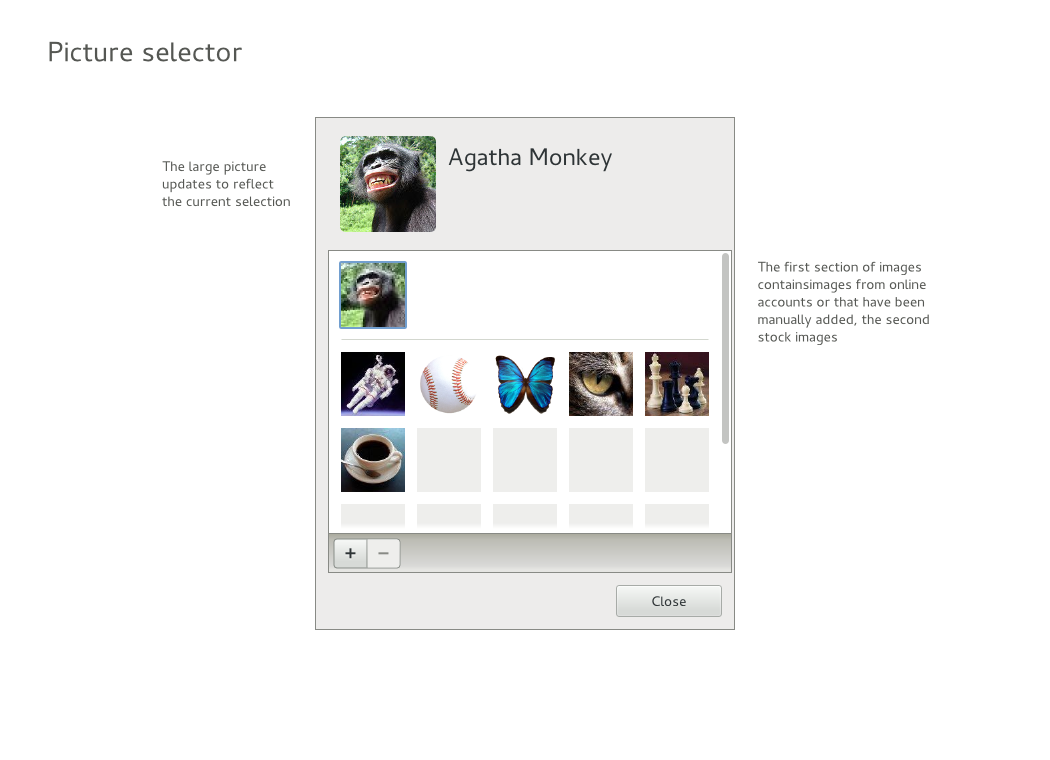 Picture selector
The large picture
updates to reflect
the current selection
Agatha Monkey
The first section of images
containsimages from online
accounts or that have been
manually added, the second
stock images
+ −
Close